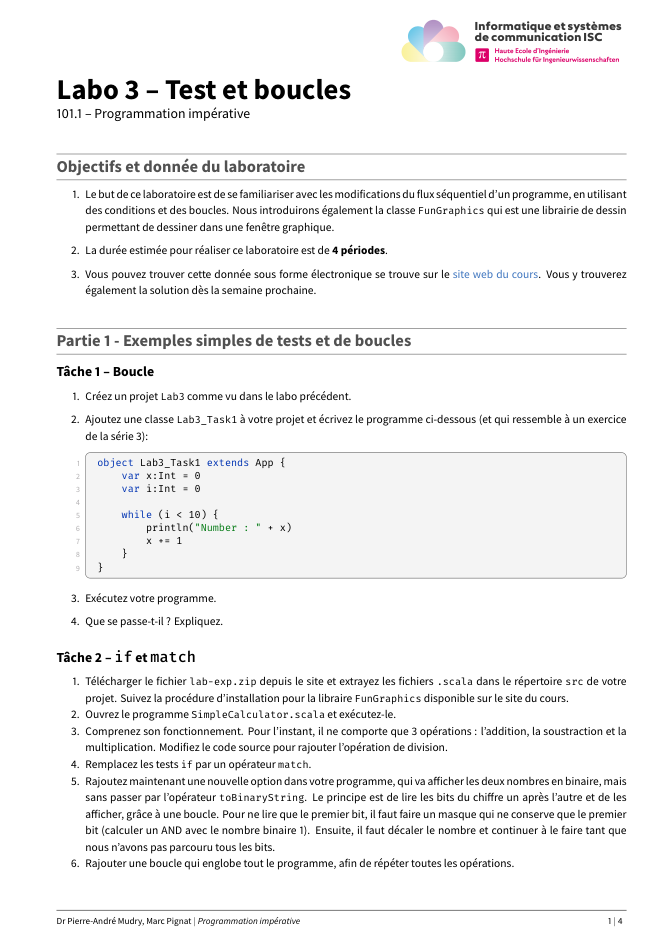 Informatique et systèmes
de communication ISC
π
Haute Ecole d'Ingénierie
Hochschule für Ingenieurwissenschaften
Labo 3 – Test et boucles
101.1 – Programmation impérative
Objectifs et donnée du laboratoire
1. Le but de ce laboratoire est de se familiariser avec les modifications du flux séquentiel d'un programme, en utilisant
des conditions et des boucles. Nous introduirons également la classe FunGraphics qui est une librairie de dessin
permettant de dessiner dans une fenêtre graphique.
2. La durée estimée pour réaliser ce laboratoire est de 4 périodes.
3. Vous pouvez trouver cette donnée sous forme électronique se trouve sur le site web du cours. Vous y trouverez
également la solution dès la semaine prochaine.
Partie 1 - Exemples simples de tests et de boucles
Tâche 1 – Boucle
1. Créez un projet Lab3 comme vu dans le labo précédent.
2. Ajoutez une classe Lab3_Task1 à votre projet et écrivez le programme ci-dessous (et qui ressemble à un exercice
de la série 3):
1 object Lab3_Task1 extends App {
2 var x:Int = 0
3 var i:Int = 0
4
5 while (i < 10) {
6 println("Number : " + x)
7 x += 1
8 }
9 }
3. Exécutez votre programme.
4. Que se passe-t-il ? Expliquez.
Tâche 2 – if et match
1. Télécharger le fichier lab-exp.zip depuis le site et extrayez les fichiers .scala dans le répertoire src de votre
projet. Suivez la procédure d'installation pour la libraire FunGraphics disponible sur le site du cours.
2. Ouvrez le programme SimpleCalculator.scala et exécutez-le.
3. Comprenez son fonctionnement. Pour l'instant, il ne comporte que 3 opérations : l'addition, la soustraction et la
multiplication. Modifiez le code source pour rajouter l'opération de division.
4. Remplacez les tests if par un opérateur match.
5. Rajoutez maintenant une nouvelle option dans votre programme, qui va afficher les deux nombres en binaire, mais
sans passer par l'opérateur toBinaryString. Le principe est de lire les bits du chiffre un après l'autre et de les
afficher, grâce à une boucle. Pour ne lire que le premier bit, il faut faire un masque qui ne conserve que le premier
bit (calculer un AND avec le nombre binaire 1). Ensuite, il faut décaler le nombre et continuer à le faire tant que
nous n'avons pas parcouru tous les bits.
6. Rajouter une boucle qui englobe tout le programme, afin de répéter toutes les opérations.
Dr Pierre-André Mudry, Marc Pignat | Programmation impérative
1 | 4